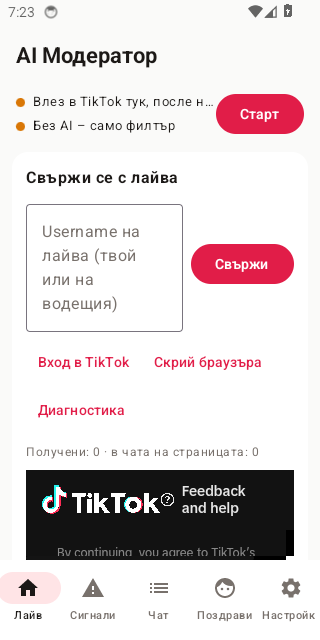 7:23
AI Модератор
Влез в TikTok тук, после н...
Без AI – само филтър
Старт
Свържи се с лайва
Username на
лайва (твой
или на
водещия)
Свържи
Вход в TikTok
Скрий браузъра
Диагностика
Получени: 0 · в чата на страницата: 0
TikTok
Feedback
and help
By continuing, you agree to TikTok's
Лайв
Сигнали
Чат
Поздрави
Настройк